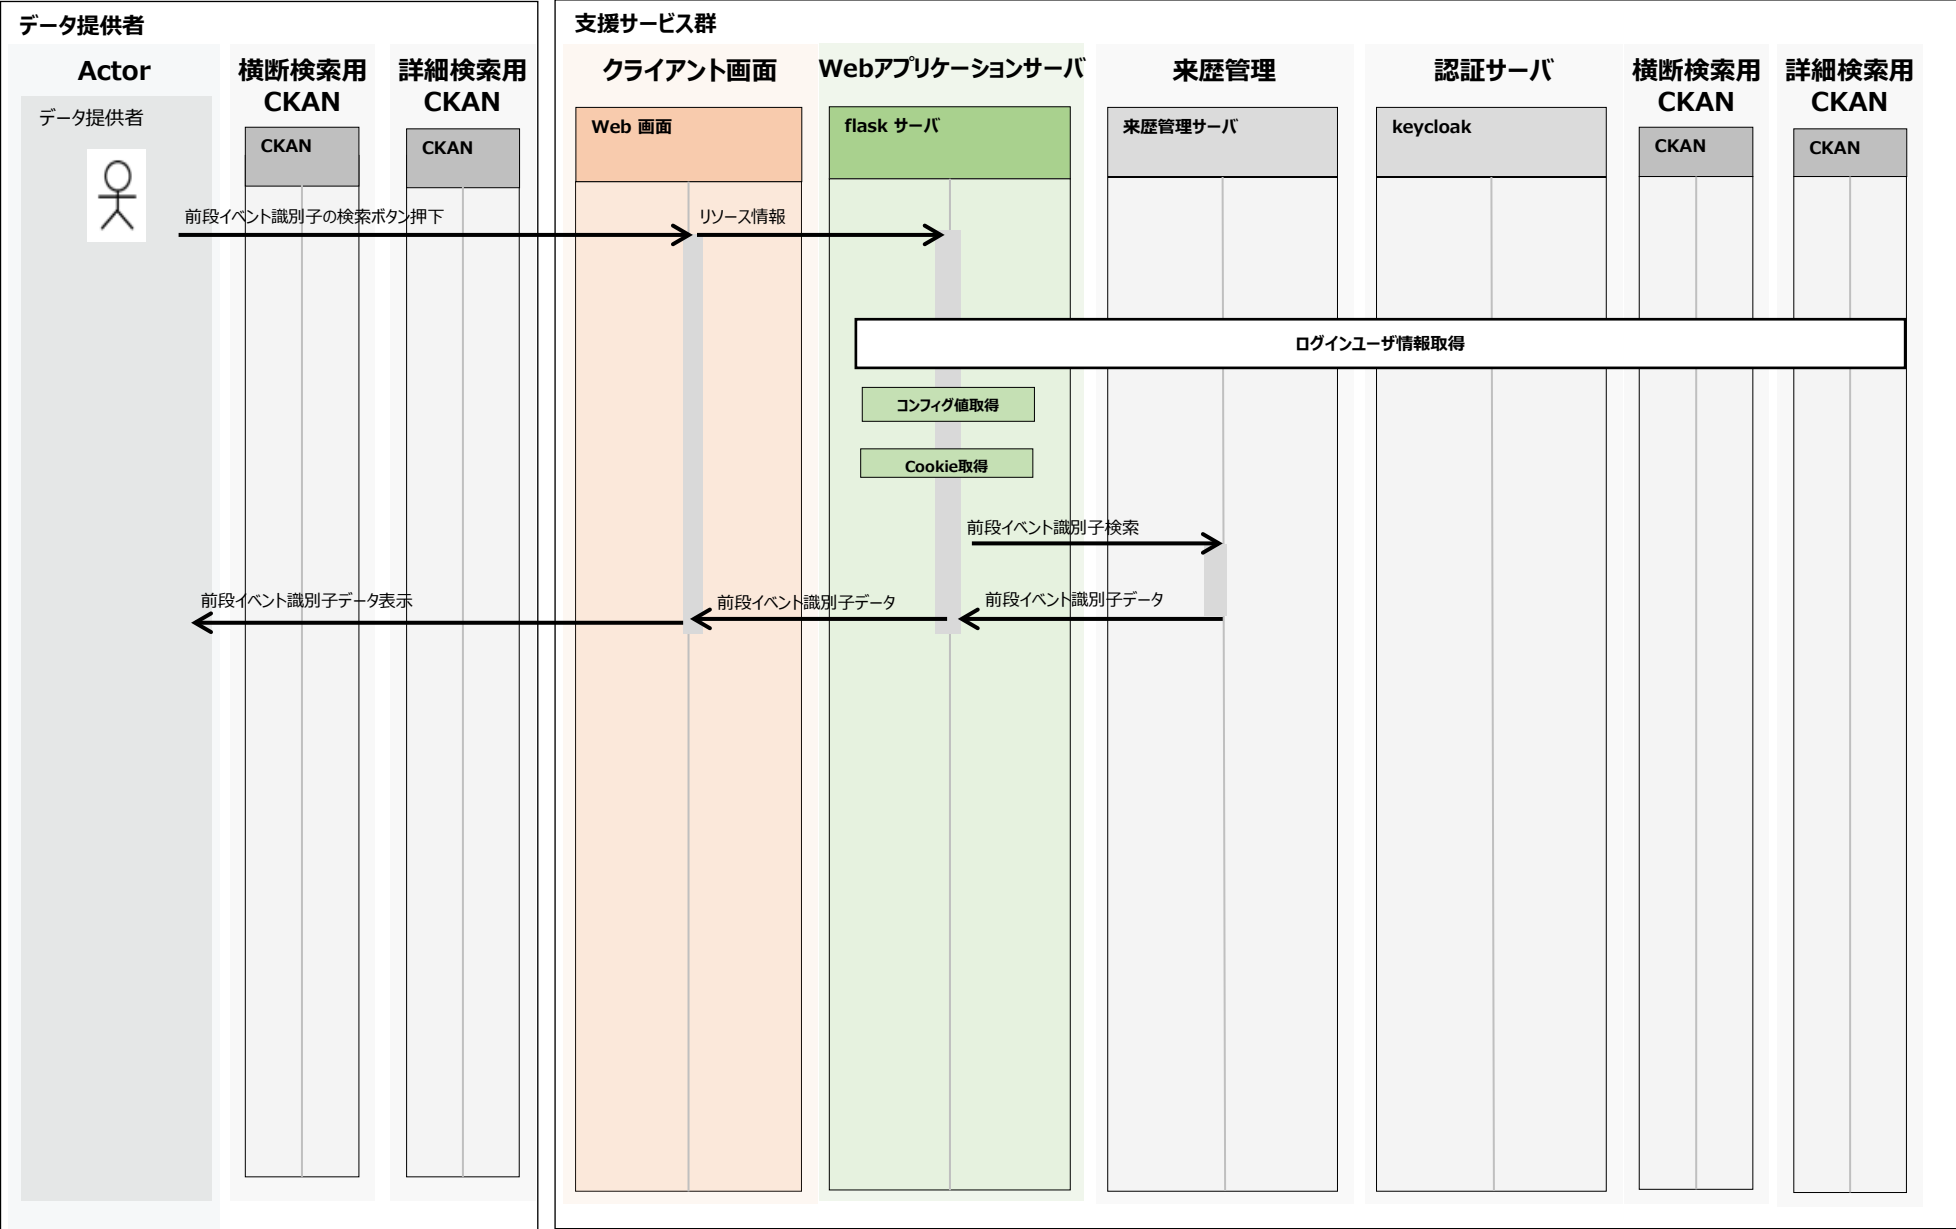 データ提供者
支援サービス群
Actor
横断検索用
CKAN
詳細検索用
CKAN
クライアント画面
Webアプリケーションサーバ
来歴管理
認証サーバ
横断検索用
CKAN
詳細検索用
CKAN
データ提供者
CKAN
CKAN
Web 画面
flask サーバ
来歴管理サーバ
keycloak
CKAN
CKAN
前段イベント識別子の検索ボタン押下
リソース情報
ログインユーザ情報取得
コンフィグ値取得
Cookie取得
前段イベント識別子検索
前段イベント識別子データ表示
前段イベント識別子データ
前段イベント識別子データ